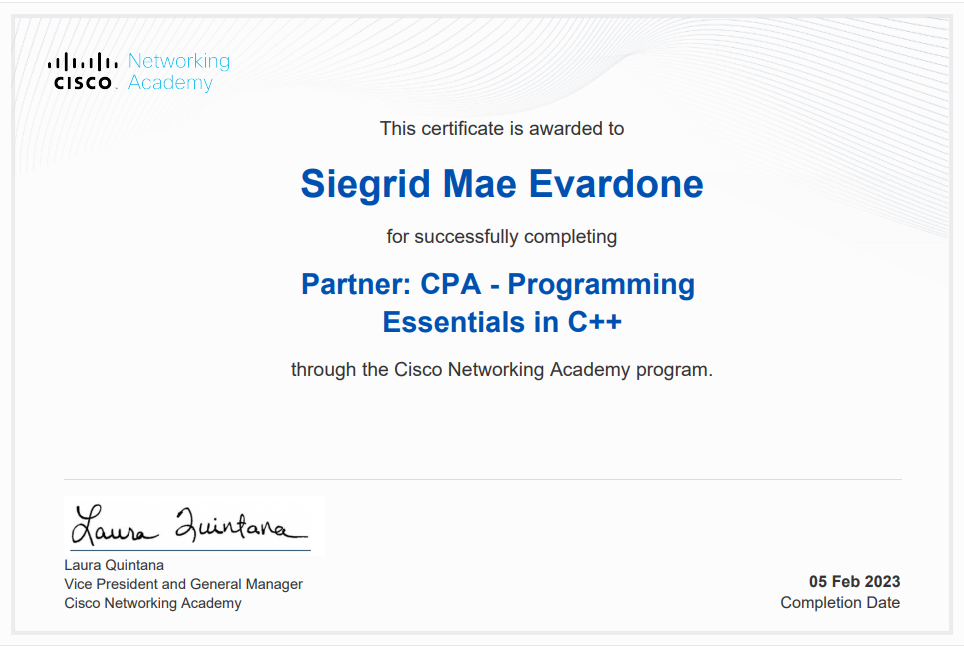 Networking
CISCO. Academy
This certificate is awarded to
Siegrid Mae Evardone
for successfully completing
Partner: CPA - Programming
Essentials in C++
through the Cisco Networking Academy program.
Laura Quintana
Laura Quintana
Vice President and General Manager
Cisco Networking Academy
05 Feb 2023
Completion Date